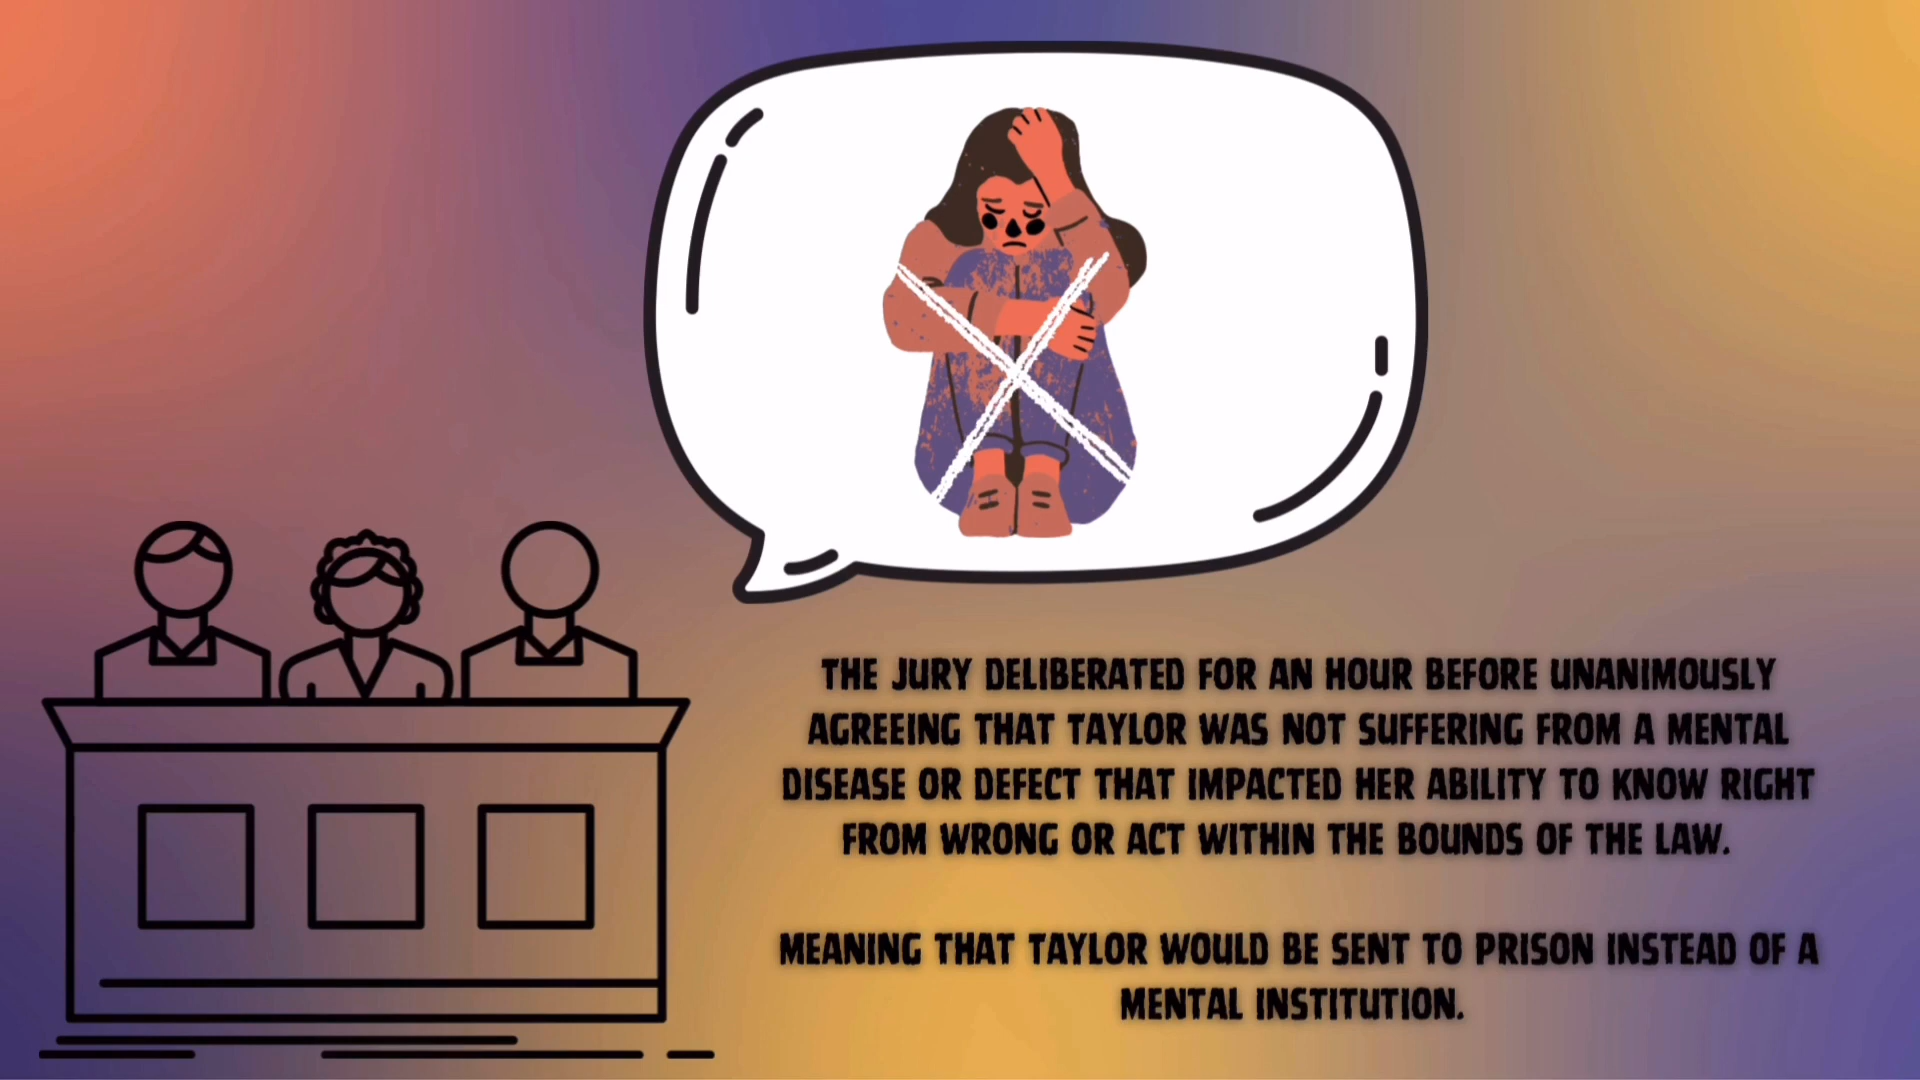 THE JURY DELIBERATED FOR AN HOUR BEFORE UNANIMOUSLY
AGREEING THAT TAYLOR WAS NOT SUFFERING FROM A MENTAL
DISEASE OR DEFECT THAT IMPACTED HER ABILITY TO KNOW RIGHT
FROM WRONG OR ACT WITHIN THE BOUNDS OF THE LAW.
MEANING THAT TAYLOR WOULD BE SENT TO PRISON INSTEAD OF A
MENTAL INSTITUTION.